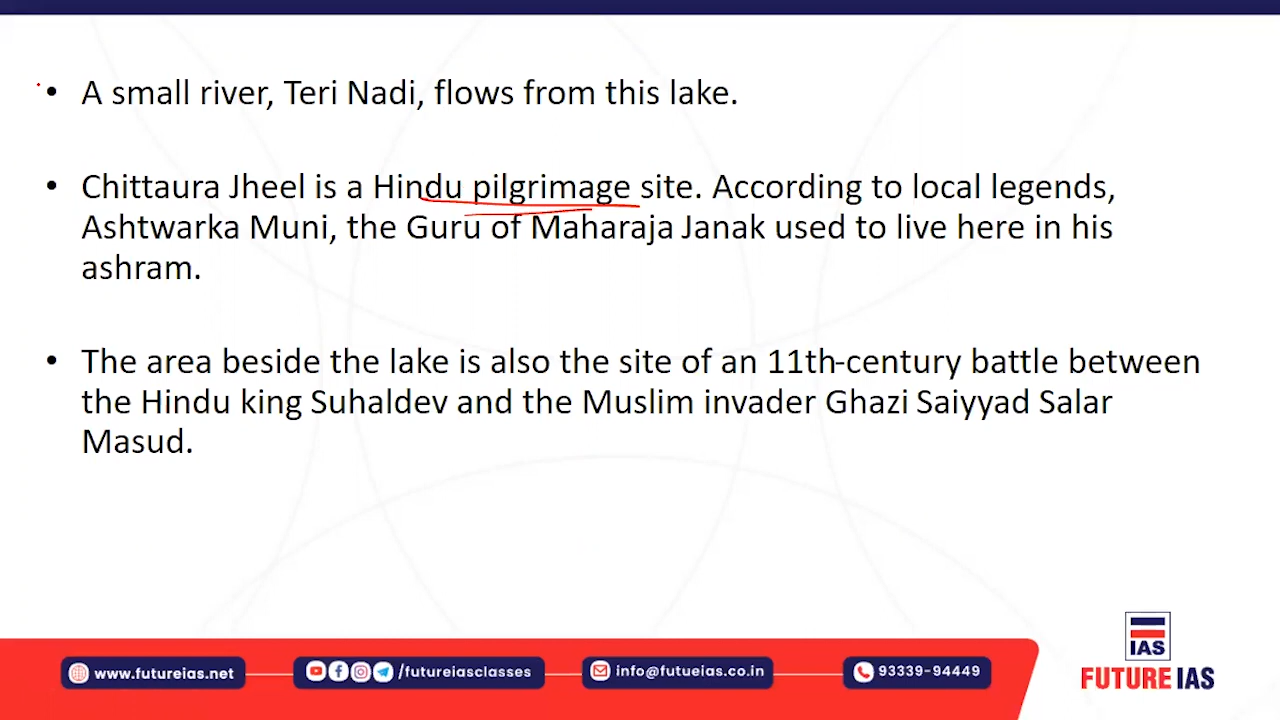 • A small river, Teri Nadi, flows from this lake.
• Chittaura Jheel is a Hindu pilgrimage site. According to local legends,
Ashtwarka Muni, the Guru of Maharaja Janak used to live here in his
ashram.
• The area beside the lake is also the site of an 11th-century battle between
the Hindu king Suhaldev and the Muslim invader Ghazi Saiyyad Salar
Masud.
IAS
www.futureias.net /futureiasclasses info@futueias.co.in 93339-94449
FUTURE IAS